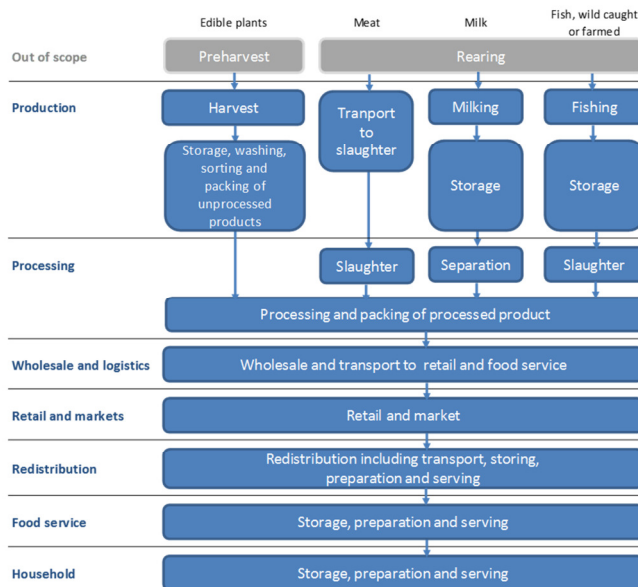 Edible plants
Meat
Milk
Fish, wild caught
or farmed
Out of scope
Preharvest
Rearing
Production
Harvest
Tranport
to
slaughter
Milking
Fishing
Storage, washing,
sorting and
packing of
unprocessed
products
Storage
Storage
Processing
Slaughter
Separation
Slaughter
Processing and packing of processed product
Wholesale and logistics
Wholesale and transport to retail and food service
Retail and markets
Retail and market
Redistribution
Redistribution including transport, storing,
preparation and serving
Food service
Storage, preparation and serving
Household
Storage, preparation and serving